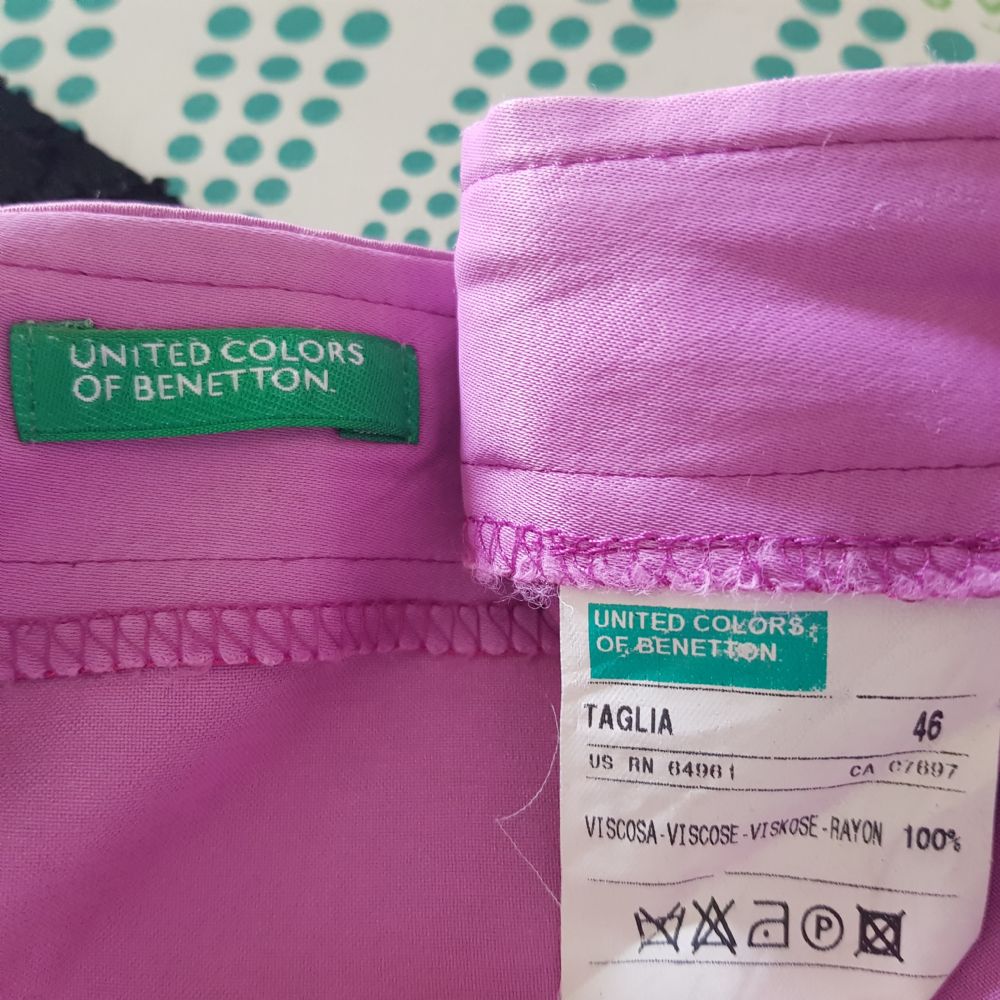 UNITED COLORS
OF BENETTON.
UNITED COLORS
OF BENETTON
TAGLIA 46
US RN 64961 CA 07697
VISCOSA-VISCOSE-VISKOSE-RAYON 100%
P